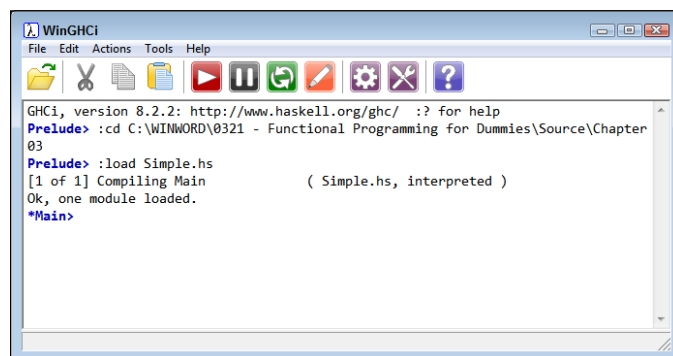 WinGHCi
File Edit Actions Tools Help
GHCi, version 8.2.2: http://www.haskell.org/ghc/  :? for help
Prelude> :cd C:\WINWORD\0321 - Functional Programming for Dummies\Source\Chapter
03
Prelude> :load Simple.hs
[1 of 1] Compiling Main             ( Simple.hs, interpreted )
Ok, one module loaded.
*Main>